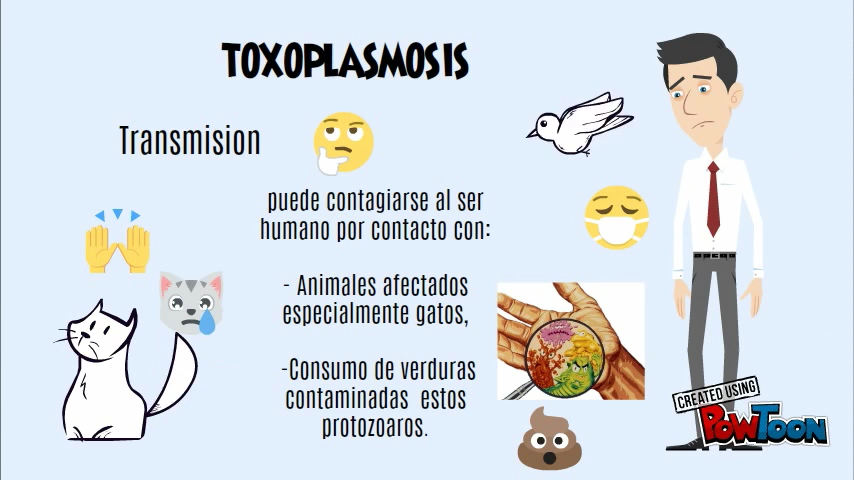 TOXOPLASMOSIS
Transmision
puede contagiarse al ser
humano por contacto con:
- Animales afectados
especialmente gatos,
-Consumo de verduras
contaminadas estos
protozoaros.
CREATED USING
POWTOON